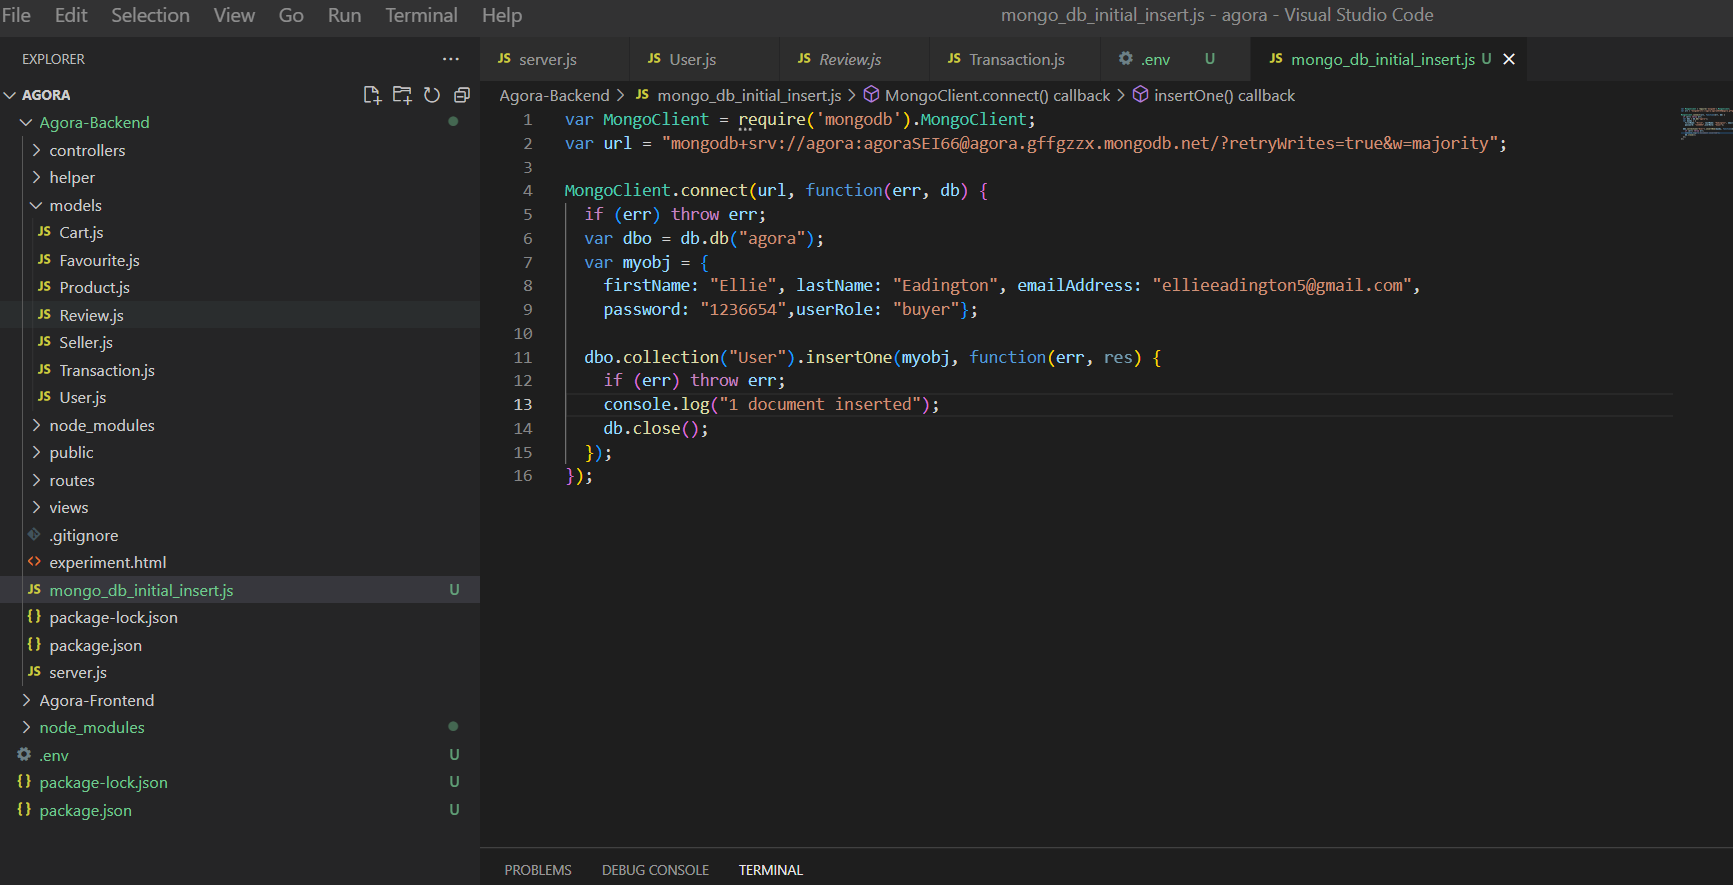 File Edit Selection View Go Run Terminal Help mongo_db_initial_insert.js - agora - Visual Studio Code
EXPLORER ···
AGORA
Agora-Backend
controllers
helper
models
JS Cart.js
JS Favourite.js
JS Product.js
JS Review.js
JS Seller.js
JS Transaction.js
JS User.js
node_modules
public
routes
views
.gitignore
<> experiment.html
JS mongo_db_initial_insert.js U
{} package-lock.json
{} package.json
JS server.js
Agora-Frontend
node_modules
.env U
{} package-lock.json U
{} package.json U
JS server.js JS User.js JS Review.js JS Transaction.js .env U JS mongo_db_initial_insert.js U
Agora-Backend > JS mongo_db_initial_insert.js > MongoClient.connect() callback > insertOne() callback
1 var MongoClient = require('mongodb').MongoClient;
2 var url = "mongodb+srv://agora:agoraSEI66@agora.gffgzzx.mongodb.net/?retryWrites=true&w=majority";
3
4 MongoClient.connect(url, function(err, db) {
5 if (err) throw err;
6 var dbo = db.db("agora");
7 var myobj = {
8 firstName: "Ellie", lastName: "Eadington", emailAddress: "ellieeadington5@gmail.com",
9 password: "1236654",userRole: "buyer"};
10
11 dbo.collection("User").insertOne(myobj, function(err, res) {
12 if (err) throw err;
13 console.log("1 document inserted");
14 db.close();
15 });
16 });
PROBLEMS DEBUG CONSOLE TERMINAL